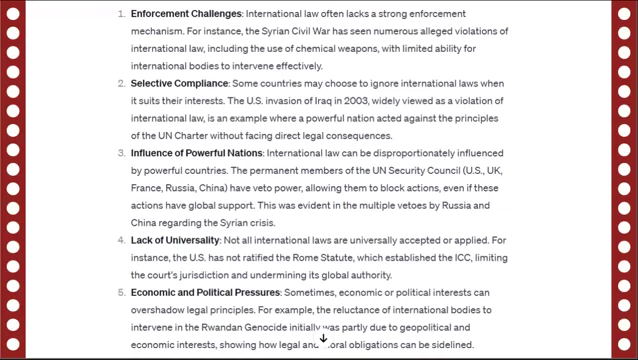 1. Enforcement Challenges: International law often lacks a strong enforcement
mechanism. For instance, the Syrian Civil War has seen numerous alleged violations of
international law, including the use of chemical weapons, with limited ability for
international bodies to intervene effectively.
2. Selective Compliance: Some countries may choose to ignore international laws when
it suits their interests. The U.S. invasion of Iraq in 2003, widely viewed as a violation of
international law, is an example where a powerful nation acted against the principles
of the UN Charter without facing direct legal consequences.
3. Influence of Powerful Nations: International law can be disproportionately influenced
by powerful countries. The permanent members of the UN Security Council (U.S., UK,
France, Russia, China) have veto power, allowing them to block actions, even if these
actions have global support. This was evident in the multiple vetoes by Russia and
China regarding the Syrian crisis.
4. Lack of Universality: Not all international laws are universally accepted or applied. For
instance, the U.S. has not ratified the Rome Statute, which established the ICC, limiting
the court's jurisdiction and undermining its global authority.
5. Economic and Political Pressures: Sometimes, economic or political interests can
overshadow legal principles. For example, the reluctance of international bodies to
intervene in the Rwandan Genocide initially was partly due to geopolitical and
economic interests, showing how legal and moral obligations can be sidelined.